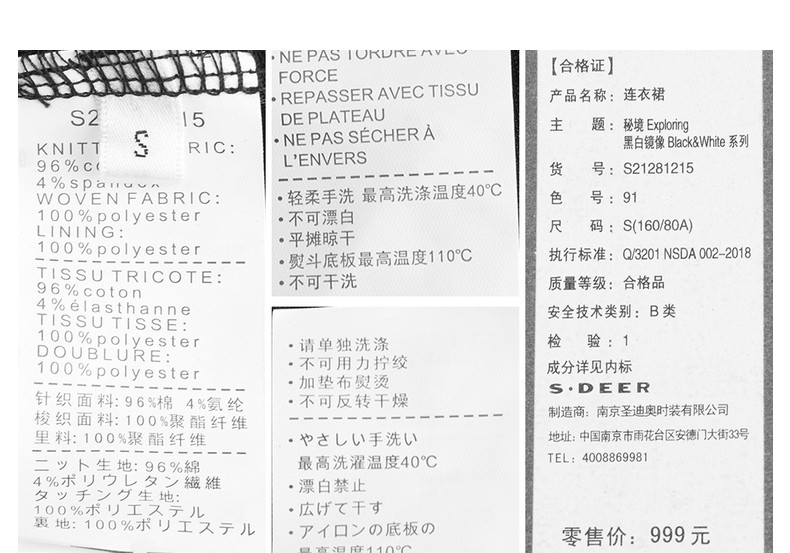 S2 15
S
KNITT RIC:
96%co
4%spandex
WOVEN FABRIC:
100%polyester
LINING:
100%polyester
TISSU TRICOTE:
96%coton
4%élasthanne
TISSU TISSE:
100%polyester
DOUBLURE:
100%polyester
针织面料:96%棉 4%氨纶
梭织面料:100%聚酯纤维
里料:100%聚酯纤维
ニット生地:96%綿
4%ポリウレタン繊維
タッチング生地:
100%ポリエステル
裏地:100%ポリエステル
·NE PAS TORDRE AVEC
FORCE
·REPASSER AVEC TISSU
DE PLATEAU
·NE PAS SÉCHER À
L'ENVERS
·轻柔手洗 最高洗涤温度40℃
·不可漂白
·平摊晾干
·熨斗底板最高温度110℃
·不可干洗
·请单独洗涤
·不可用力拧绞
·加垫布熨烫
·不可反转干燥
·やさしい手洗い
最高洗濯温度40℃
·漂白禁止
·広げて干す
·アイロンの底板の
最高温度110℃
【合格证】
产品名称：连衣裙
主 题：秘境 Exploring
黑白镜像 Black&White 系列
货 号：S21281215
色 号：91
尺 码：S(160/80A)
执行标准：Q/3201 NSDA 002-2018
质量等级：合格品
安全技术类别：B 类
检 验：1
成分详见内标
S·DEER
制造商：南京圣迪奥时装有限公司
地址：中国南京市雨花台区安德门大街33号
TEL：4008869981
零售价：999 元